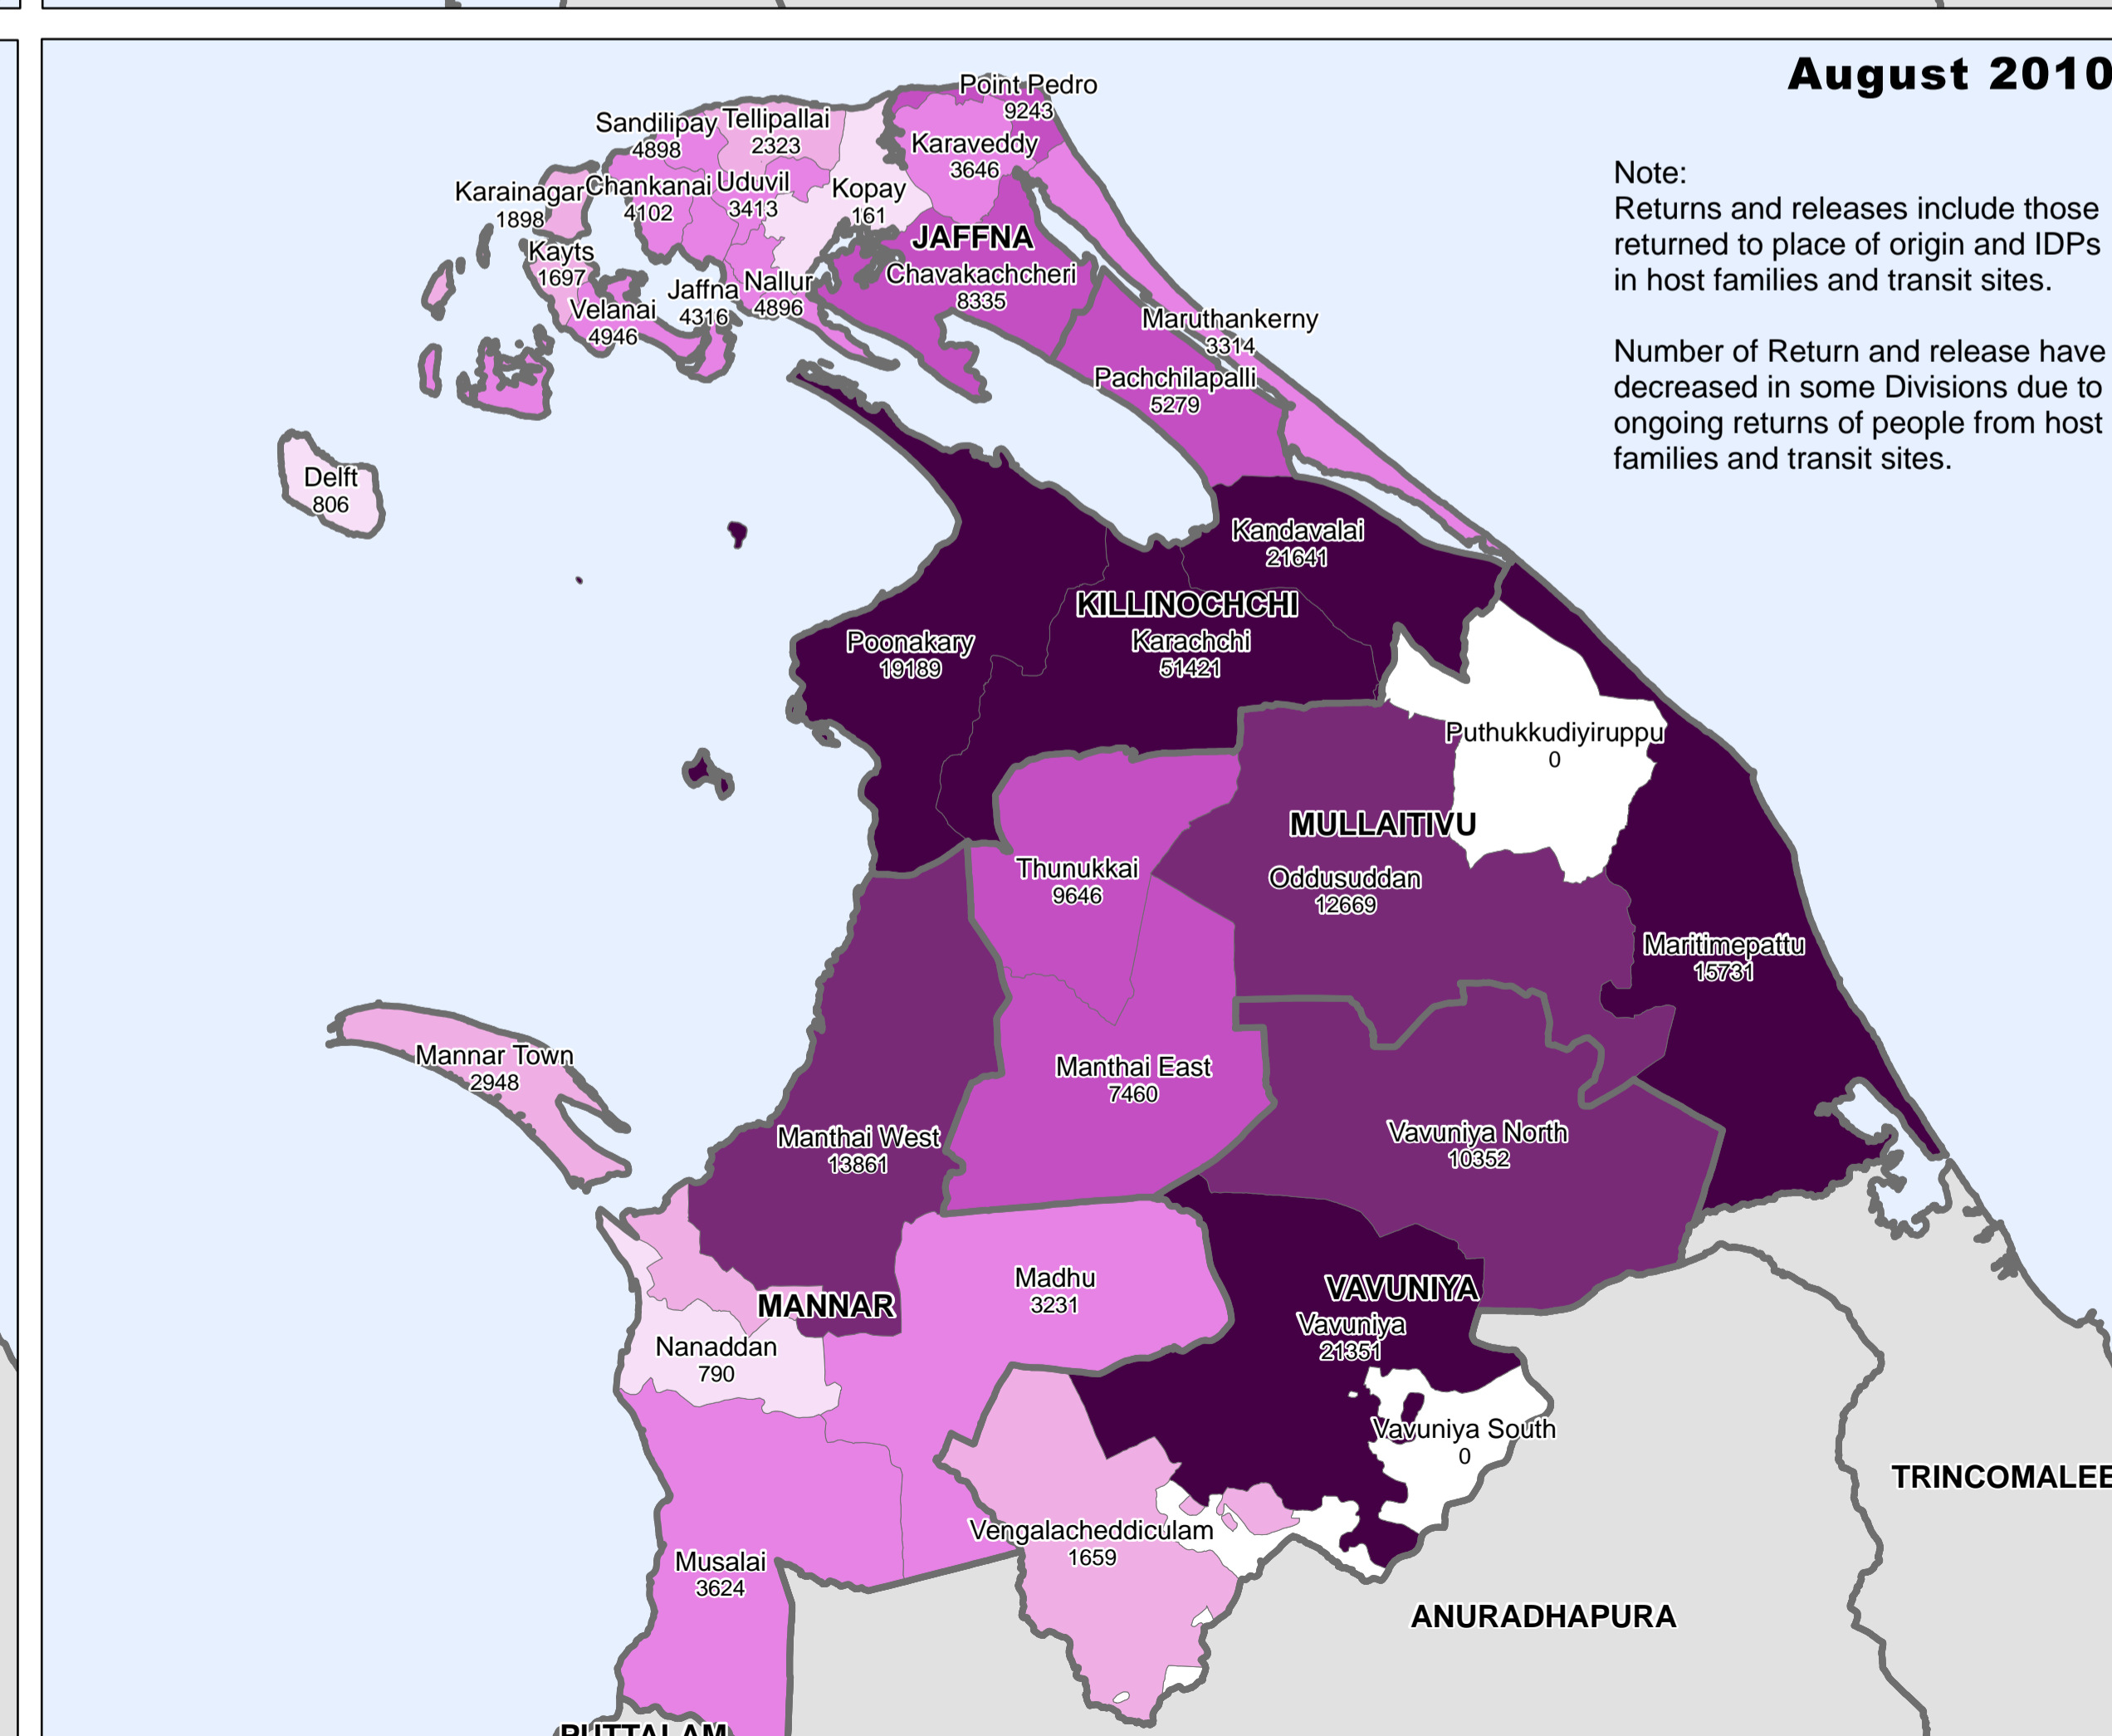 August 2010
Note:
Returns and releases include those
returned to place of origin and IDPs
in host families and transit sites.
Number of Return and release have
decreased in some Divisions due to
ongoing returns of people from host
families and transit sites.
Point Pedro
9243
Sandilipay
4898
Tellipallai
2323
Karaveddy
3646
Karainagar
1898
Chankanai
4102
Uduvil
3413
Kopay
161
JAFFNA
Kayts
1697
Chavakachcheri
8335
Velanai
4946
Jaffna
4316
Nallur
4896
Maruthankerny
3314
Pachchilapalli
5279
Delft
806
Kandavalai
21641
KILLINOCHCHI
Karachchi
51421
Poonakary
19189
Puthukkudiyiruppu
0
MULLAITIVU
Thunukkai
9646
Oddusuddan
12669
Maritimepattu
15731
Mannar Town
2948
Manthai East
7460
Manthai West
13861
Vavuniya North
10352
Madhu
3231
VAVUNIYA
Vavuniya
21351
MANNAR
Nanaddan
790
Vavuniya South
0
TRINCOMALEE
Vengalacheddiculam
1659
Musalai
3624
ANURADHAPURA
PUTTALAM